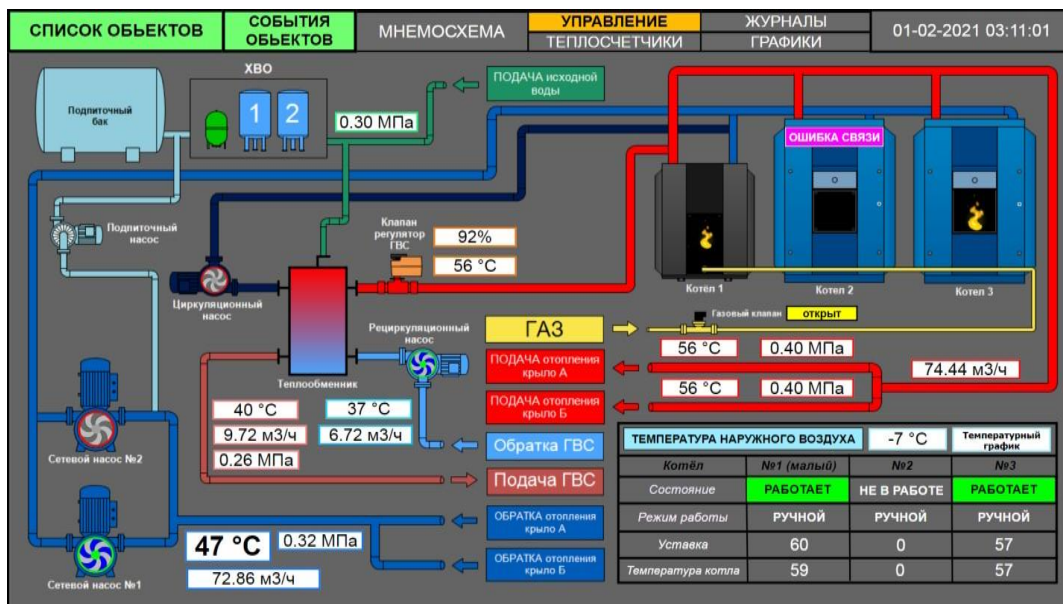 СПИСОК ОБЬЕКТОВ
СОБЫТИЯ
ОБЬЕКТОВ
МНЕМОСХЕМА
УПРАВЛЕНИЕ
ТЕПЛОСЧЕТЧИКИ
ЖУРНАЛЫ
ГРАФИКИ
01-02-2021 03:11:01
Подпиточный
бак
ХВО
1
2
0.30 МПа
ПОДАЧА исходной
воды
ОШИБКА СВЯЗИ
Подпиточный
насос
Клапан
регулятор
ГВС
92%
56 °C
Циркуляционный
насос
Котёл 1
Котел 2
Котел 3
Рециркуляционный
насос
ГАЗ
Газовый клапан
открыт
ПОДАЧА отопления
крыло А
56 °C
0.40 МПа
74.44 м3/ч
ПОДАЧА отопления
крыло Б
56 °C
0.40 МПа
Теплообменник
40 °C
9.72 м3/ч
0.26 МПа
37 °C
6.72 м3/ч
Обратка ГВС
Подача ГВС
Сетевой насос №2
ОБРАТКА отопления
крыло А
ОБРАТКА отопления
крыло Б
47 °C
0.32 МПа
72.86 м3/ч
Сетевой насос №1
ТЕМПЕРАТУРА НАРУЖНОГО ВОЗДУХА
-7 °C
Температурный
график
Котёл №1 (малый) №2 №3
Состояние РАБОТАЕТ НЕ В РАБОТЕ РАБОТАЕТ
Режим работы РУЧНОЙ РУЧНОЙ РУЧНОЙ
Уставка 60 0 57
Температура котла 59 0 57